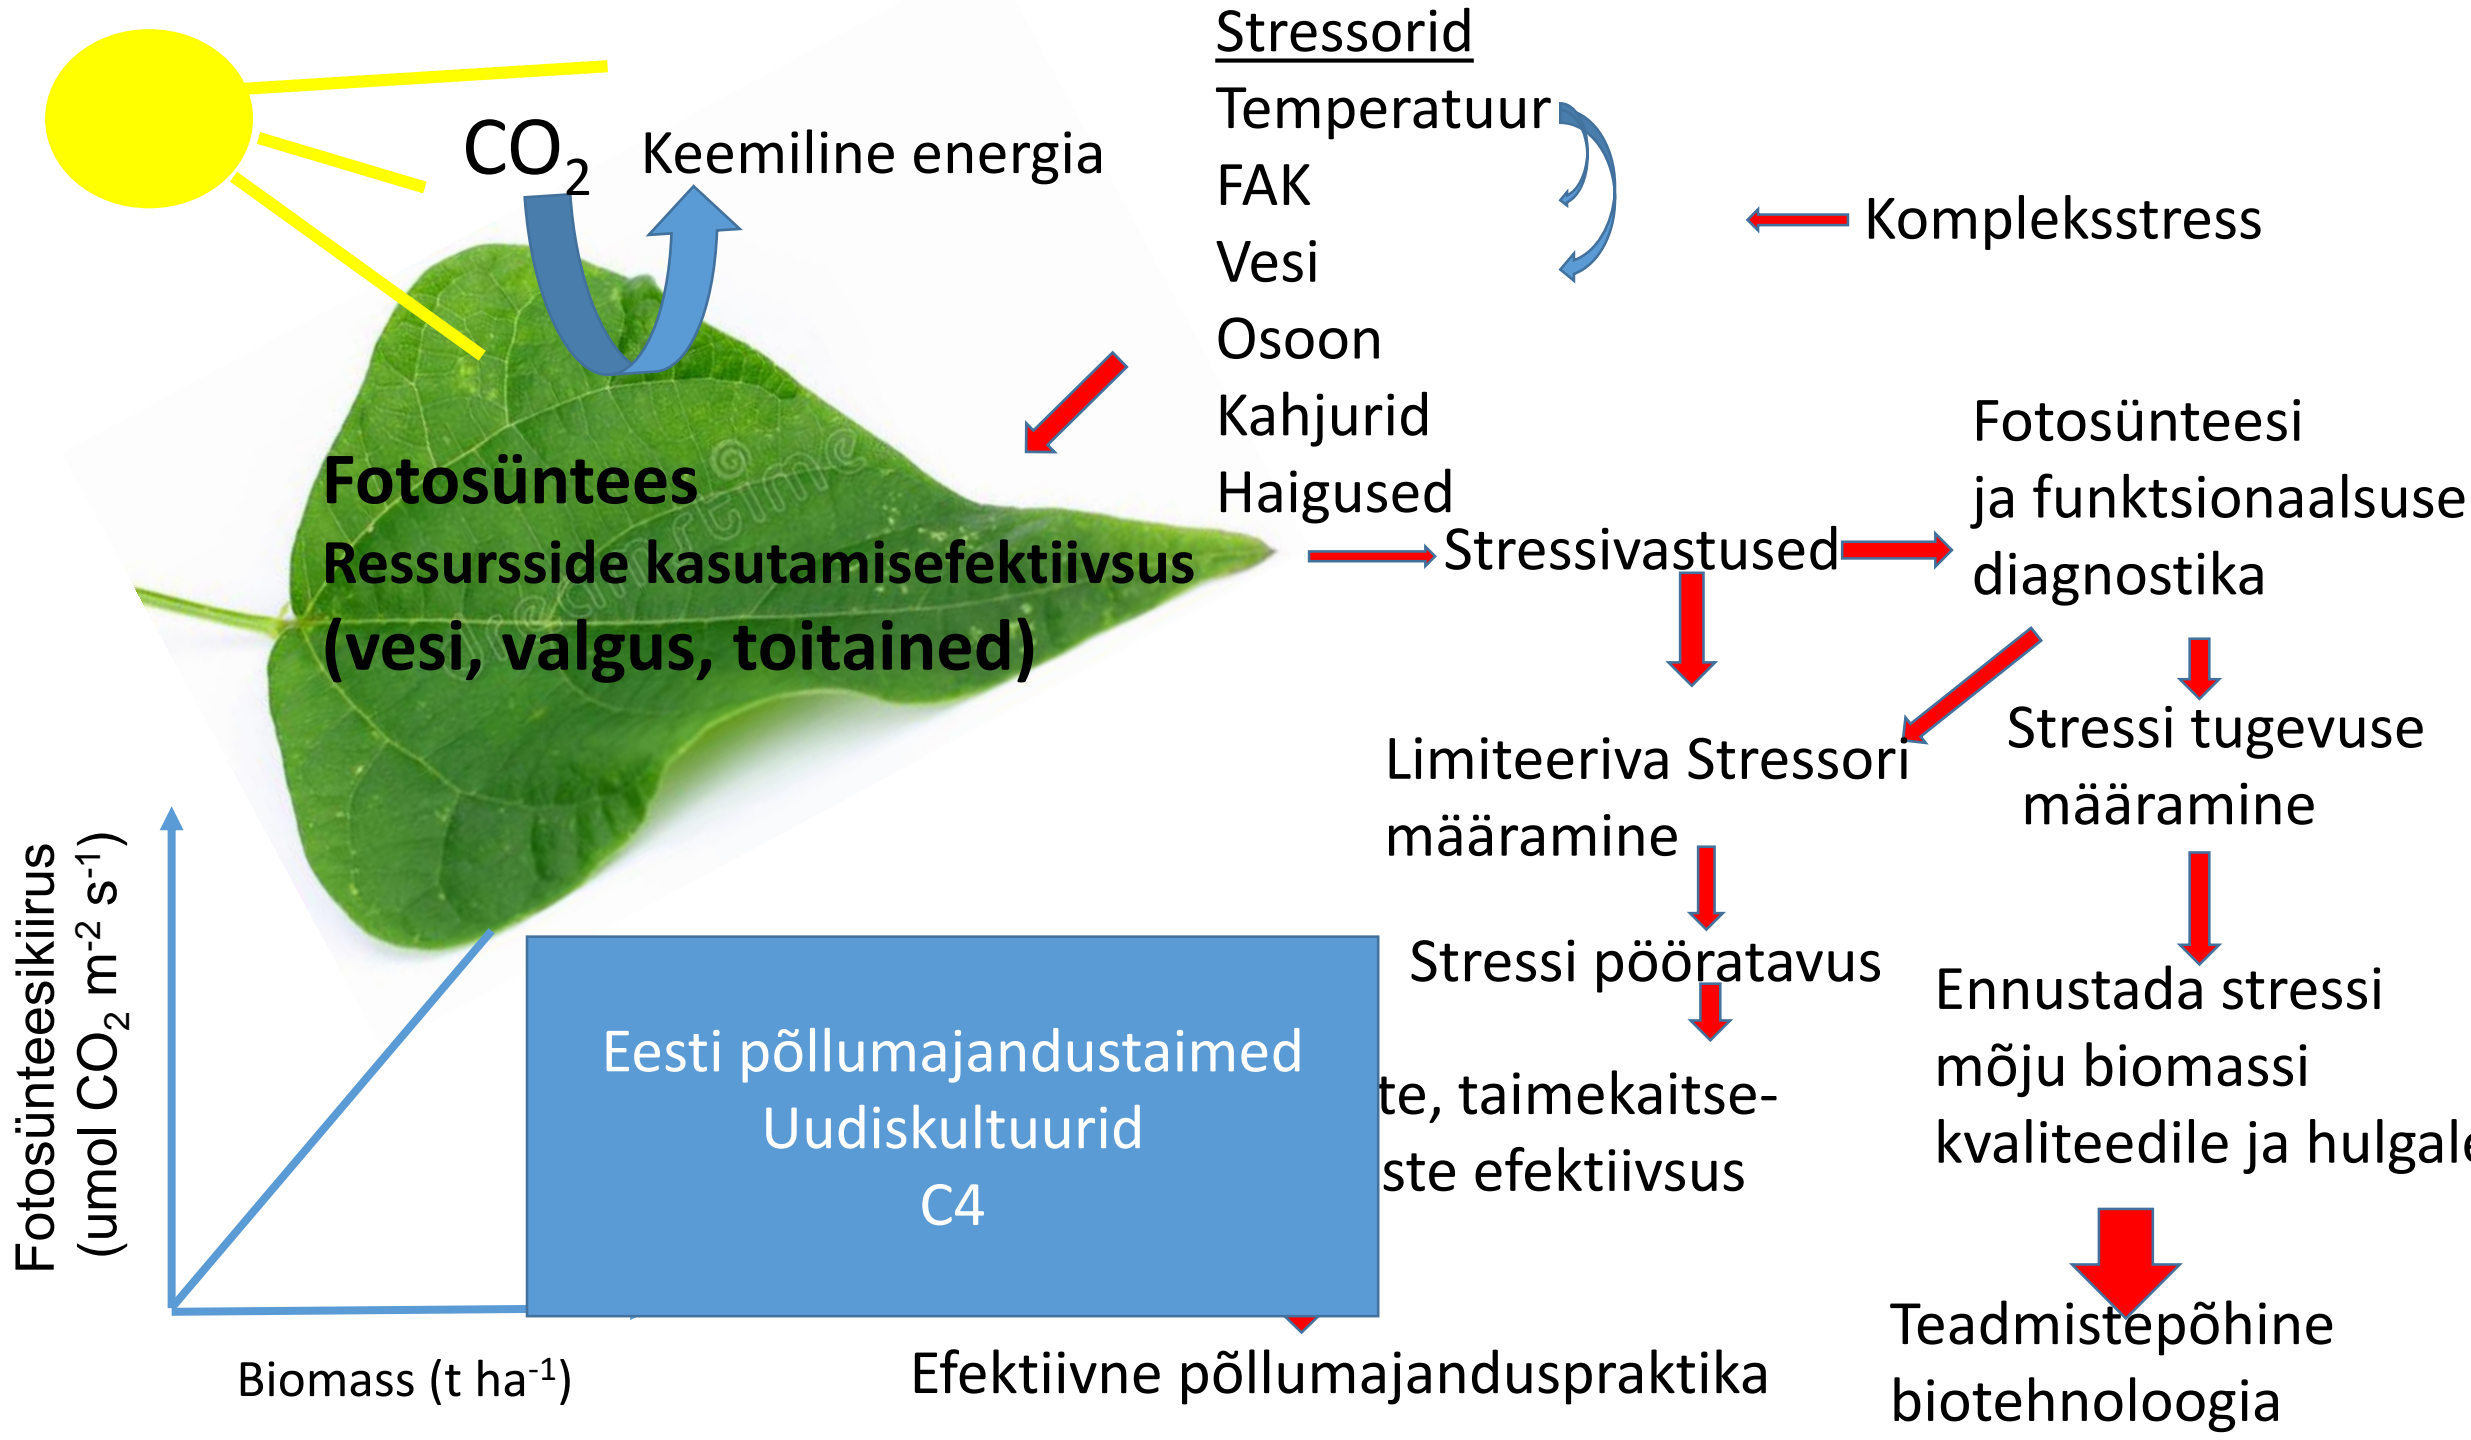 Stressorid
Temperatuur
FAK
Vesi
Osoon
Kahjurid
Haigused
CO₂
Keemiline energia
Kompleksstress
Fotosüntees
Ressursside kasutamisefektiivsus
(vesi, valgus, toitained)
Stressivastused
Fotosünteesi
ja funktsionaalsuse
diagnostika
Limiteeriva Stressori
määramine
Stressi tugevuse
määramine
Stressi pööratavus
Ennustada stressi
mõju biomassi
kvaliteedile ja hulgale
te, taimekaitse-
ste efektiivsus
Eesti põllumajandustaimed
Uudiskultuurid
C4
Fotosünteesikiirus
(umol CO₂ m⁻² s⁻¹)
Biomass (t ha⁻¹)
Efektiivne põllumajanduspraktika
Teadmistepõhine
biotehnoloogia